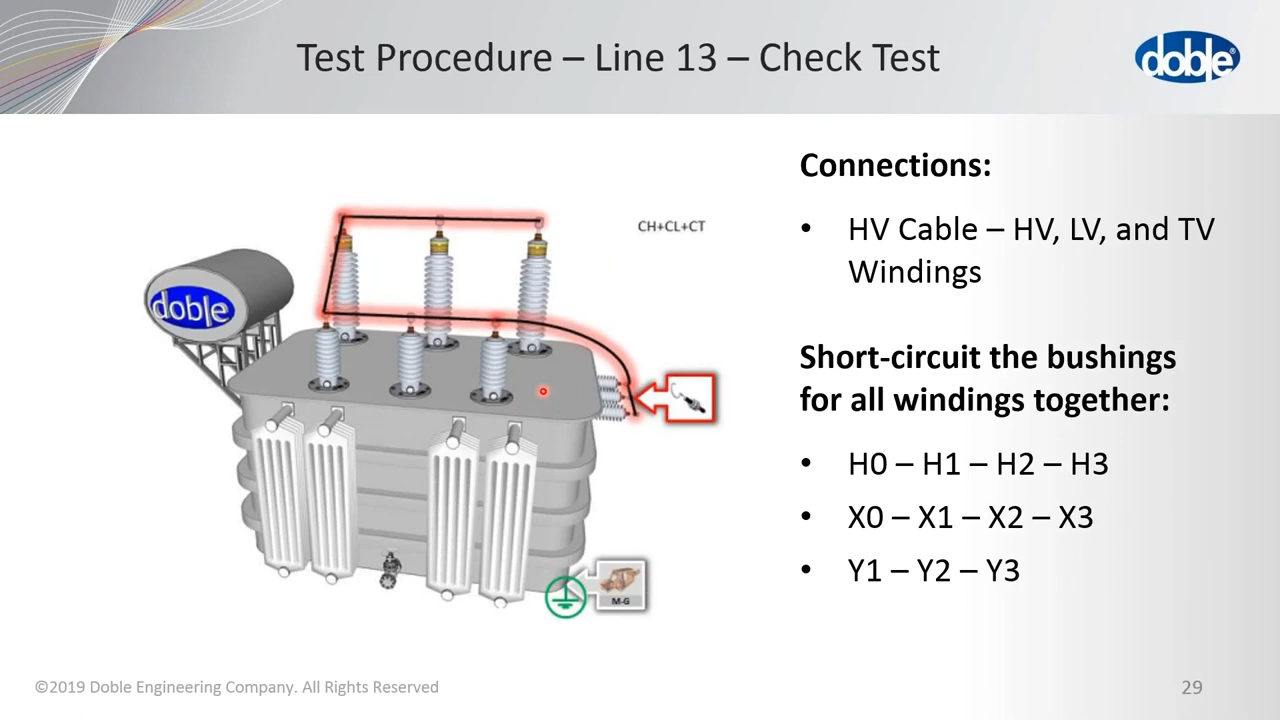 Test Procedure – Line 13 – Check Test
doble®
Connections:
• HV Cable – HV, LV, and TV
Windings
Short-circuit the bushings
for all windings together:
• H0 – H1 – H2 – H3
• X0 – X1 – X2 – X3
• Y1 – Y2 – Y3
CH+CL+CT
doble
M-G
©2019 Doble Engineering Company. All Rights Reserved
29